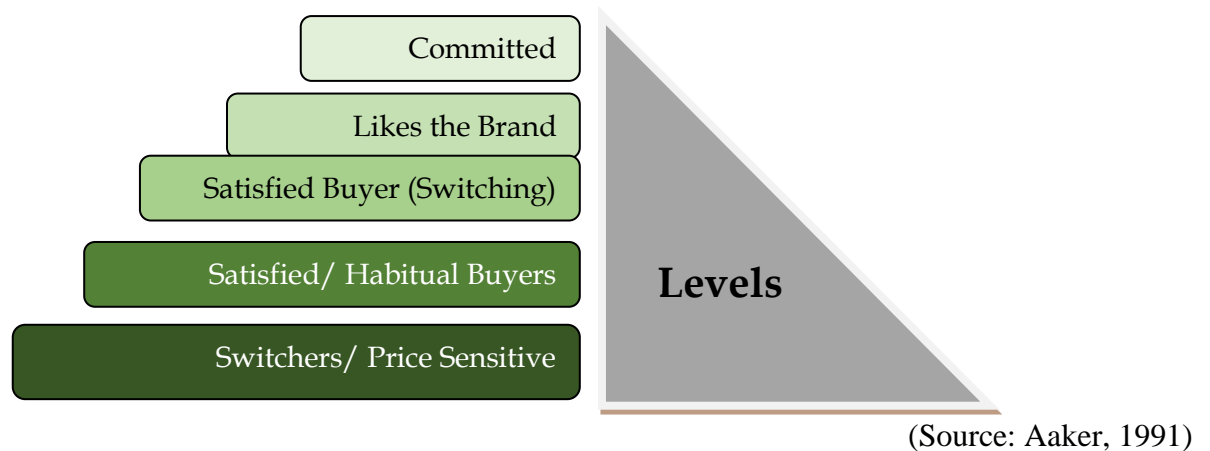 Committed
Likes the Brand
Satisfied Buyer (Switching)
Satisfied/ Habitual Buyers
Levels
Switchers/ Price Sensitive
(Source: Aaker, 1991)